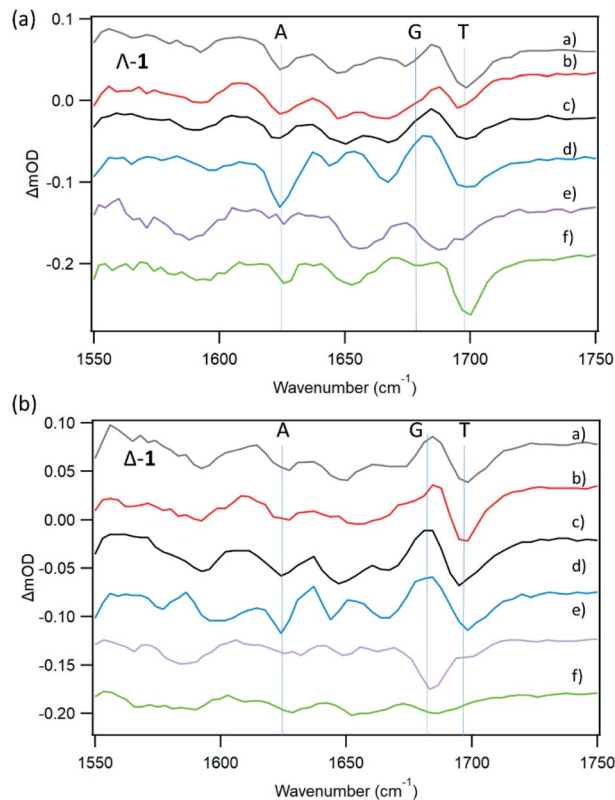 (a)
0.1
0.0
-0.1
-0.2
ΔmOD
Λ-1
A
G
T
a)
b)
c)
d)
e)
f)
1550
1600
1650
1700
1750
Wavenumber (cm-1)
(b)
0.10
0.05
0.00
-0.05
-0.10
-0.15
-0.20
ΔmOD
Δ-1
A
G
T
a)
b)
c)
d)
e)
f)
1550
1600
1650
1700
1750
Wavenumber (cm-1)